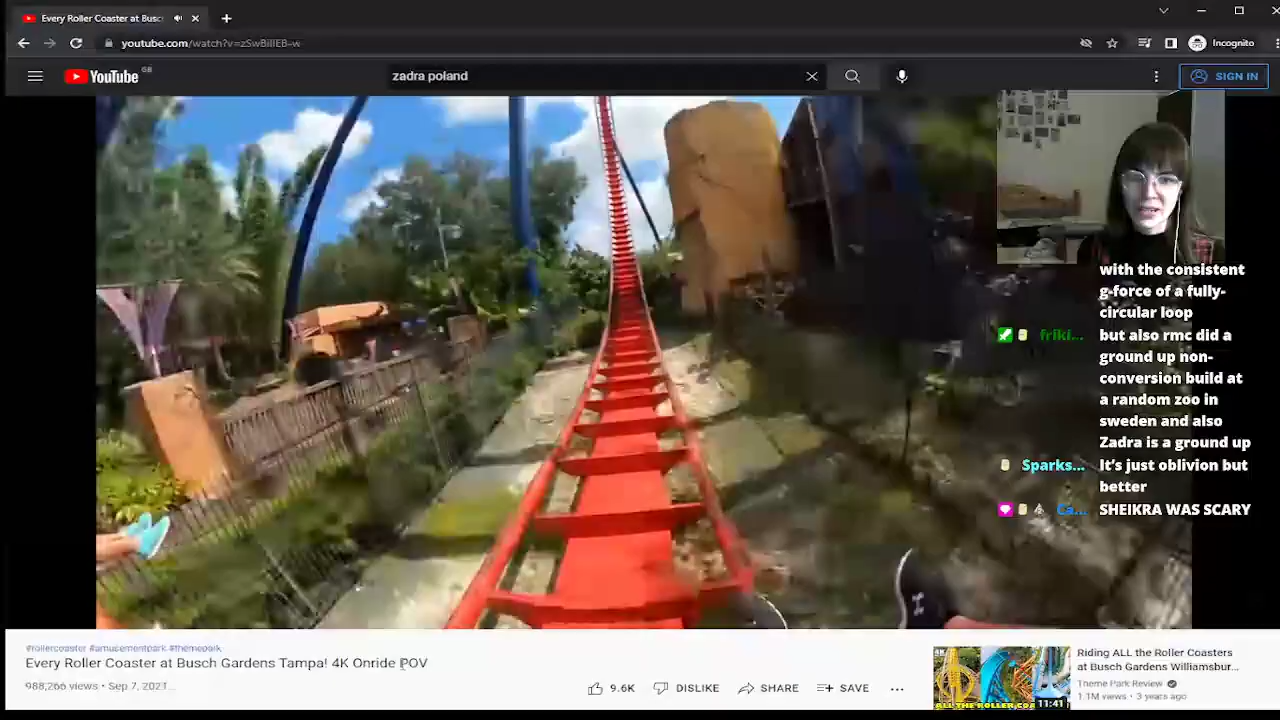 Every Roller Coaster at Busc
youtube.com/watch?v=zSwBillEB-w
Incognito
YouTube GB
zadra poland
SIGN IN
with the consistent
g-force of a fully-
circular loop
friki... but also rmc did a
ground up non-
conversion build at
a random zoo in
sweden and also
Zadra is a ground up
Sparks... It's just oblivion but
better
Ca... SHEIKRA WAS SCARY
#rollercoaster #amusementpark #themepark
Every Roller Coaster at Busch Gardens Tampa! 4K Onride POV
988,266 views • Sep 7, 2021...
9.6K
DISLIKE
SHARE
SAVE
Riding ALL the Roller Coasters
at Busch Gardens Williamsbur...
Theme Park Review
1.1M views • 3 years ago
11:41